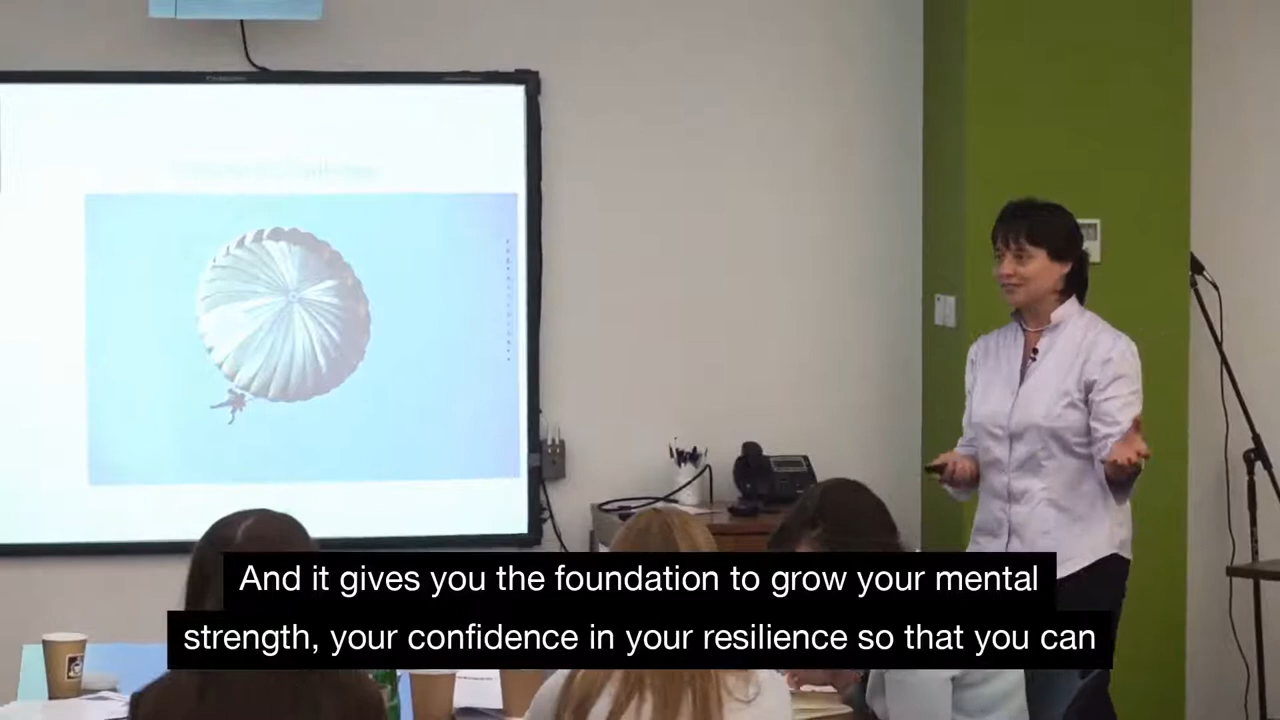 And it gives you the foundation to grow your mental
strength, your confidence in your resilience so that you can